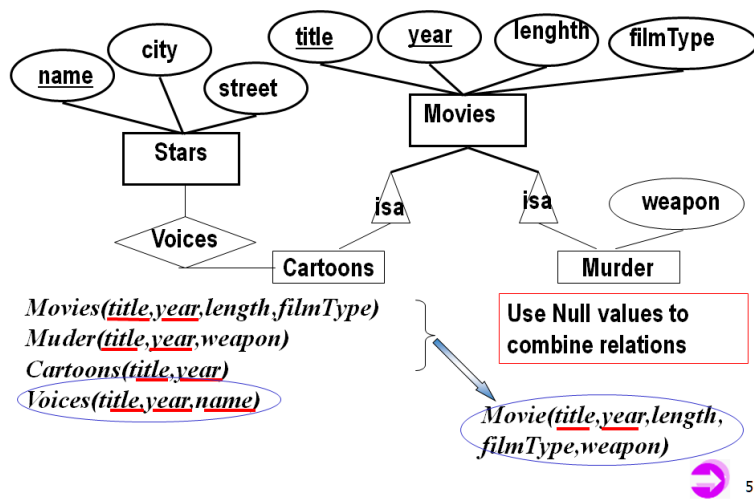 title
year
lenghth
filmType
city
name
street
Movies
Stars
isa
isa
weapon
Voices
Cartoons
Murder
Movies(title,year,length,filmType)
Muder(title,year,weapon)
Cartoons(title,year)
Voices(title,year,name)
Use Null values to
combine relations
Movie(title,year,length,
filmType,weapon)
5